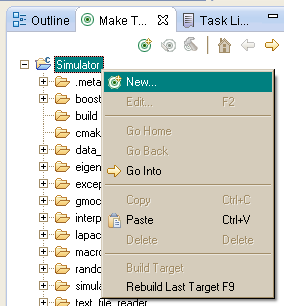 Outline Make T... Task Li...
Simulator
.meta
New...
boost
Edit... F2
build
cmak
Go Home
data_
Go Back
eigen
Go Into
excep
gmoc
Copy Ctrl+C
interp
Paste Ctrl+V
lapac
Delete Delete
macro
rando
Build Target
simula
Rebuild Last Target F9
text_file_reader